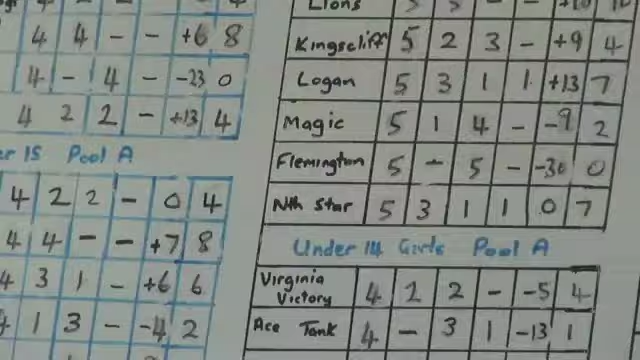 4 4 - - +6 8
4 - 4 - - -23 0
4 2 2 - +13 4
er 15 Pool A
4 2 2 - 0 4
4 4 - - +7 8
4 3 1 - +6 6
4 1 3 - -4 2
Lions
Kingscliff 5 2 3 - +9 4
Logan 5 3 1 1 +13 7
Magic 5 1 4 - -9 2
Flemington 5 - 5 - -30 0
Nth Star 5 3 1 1 0 7
Under 14 Girls Pool A
Virginia Victory 4 2 2 - -5 4
Ace Tank 4 - 3 1 -13 1